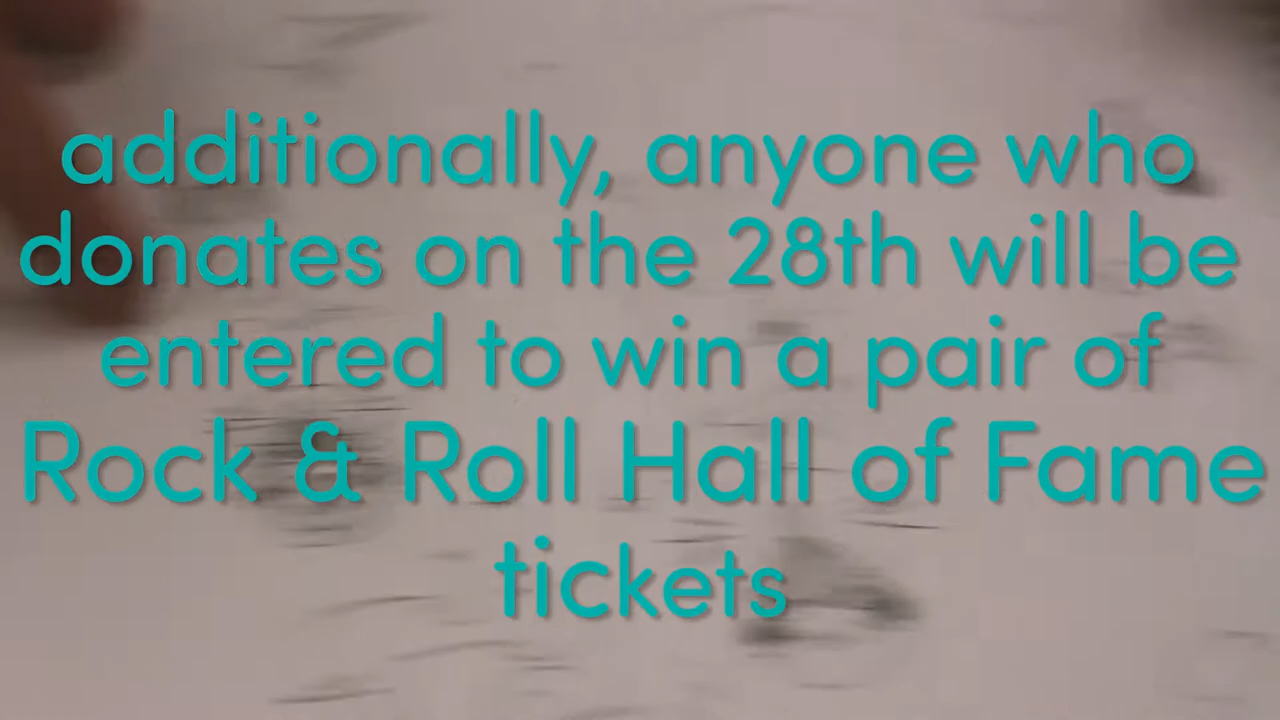 additionally, anyone who
donates on the 28th will be
entered to win a pair of
Rock & Roll Hall of Fame
tickets